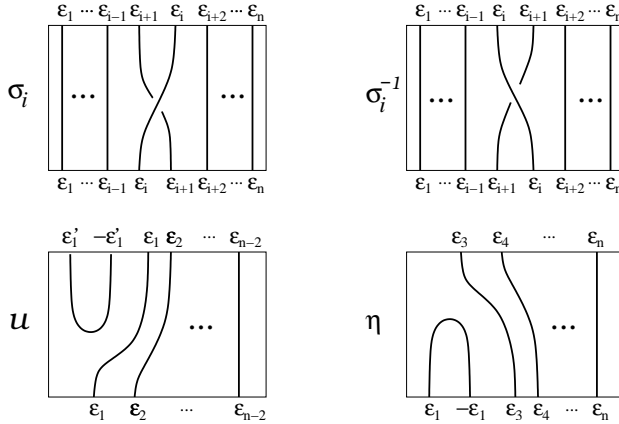 ε₁ ··· εᵢ₋₁ εᵢ₊₁ εᵢ εᵢ₊₂ ··· εₙ
σᵢ
...
...
ε₁ ··· εᵢ₋₁ εᵢ εᵢ₊₁ εᵢ₊₂ ··· εₙ
ε₁ ··· εᵢ₋₁ εᵢ εᵢ₊₁ εᵢ₊₂ ··· εₙ
σᵢ⁻¹
...
...
ε₁ ··· εᵢ₋₁ εᵢ₊₁ εᵢ εᵢ₊₂ ··· εₙ
ε₁' −ε'₁ ε₁ ε₂ ··· εₙ₋₂
u
...
ε₁ ε₂ ··· εₙ₋₂
ε₃ ε₄ ··· εₙ
η
...
ε₁ −ε₁ ε₃ ε₄ ··· εₙ